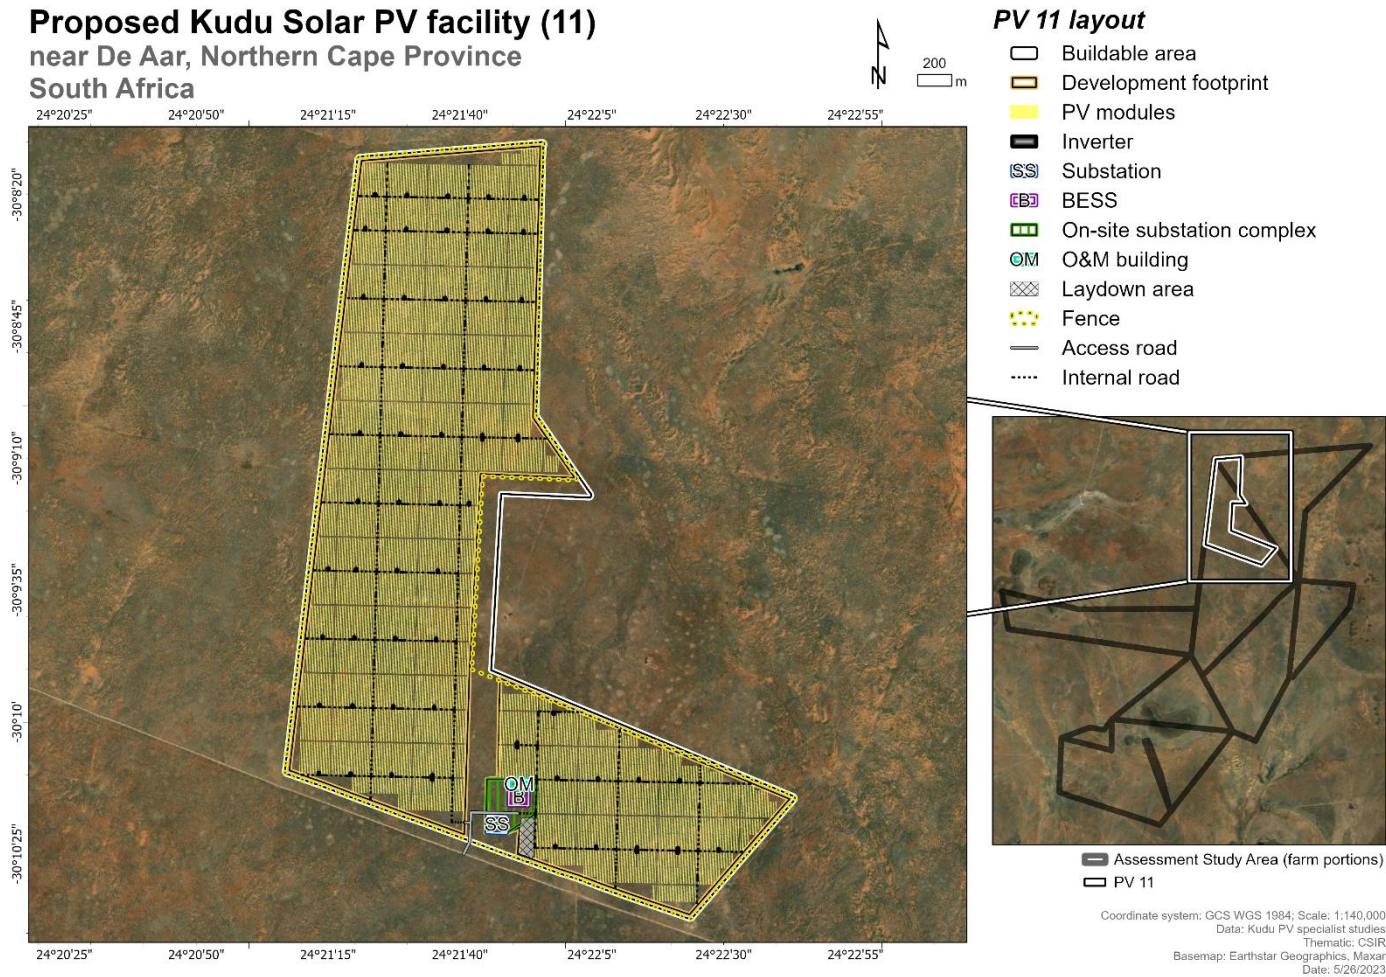 Proposed Kudu Solar PV facility (11)
near De Aar, Northern Cape Province
South Africa
N
200
m
PV 11 layout
Buildable area
Development footprint
PV modules
Inverter
SS Substation
B BESS
On-site substation complex
OM O&M building
Laydown area
Fence
Access road
Internal road
24°20'25" 24°20'50" 24°21'15" 24°21'40" 24°22'5" 24°22'30" 24°22'55"
-30°8'20"
-30°8'45"
-30°9'10"
-30°9'35"
-30°10'
-30°10'25"
OM
B
SS
24°20'25" 24°20'50" 24°21'15" 24°21'40" 24°22'5" 24°22'30" 24°22'55"
Assessment Study Area (farm portions)
PV 11
Coordinate system: GCS WGS 1984; Scale: 1:140,000
Data: Kudu PV specialist studies
Thematic: CSIR
Basemap: Earthstar Geographics, Maxar
Date: 5/26/2023